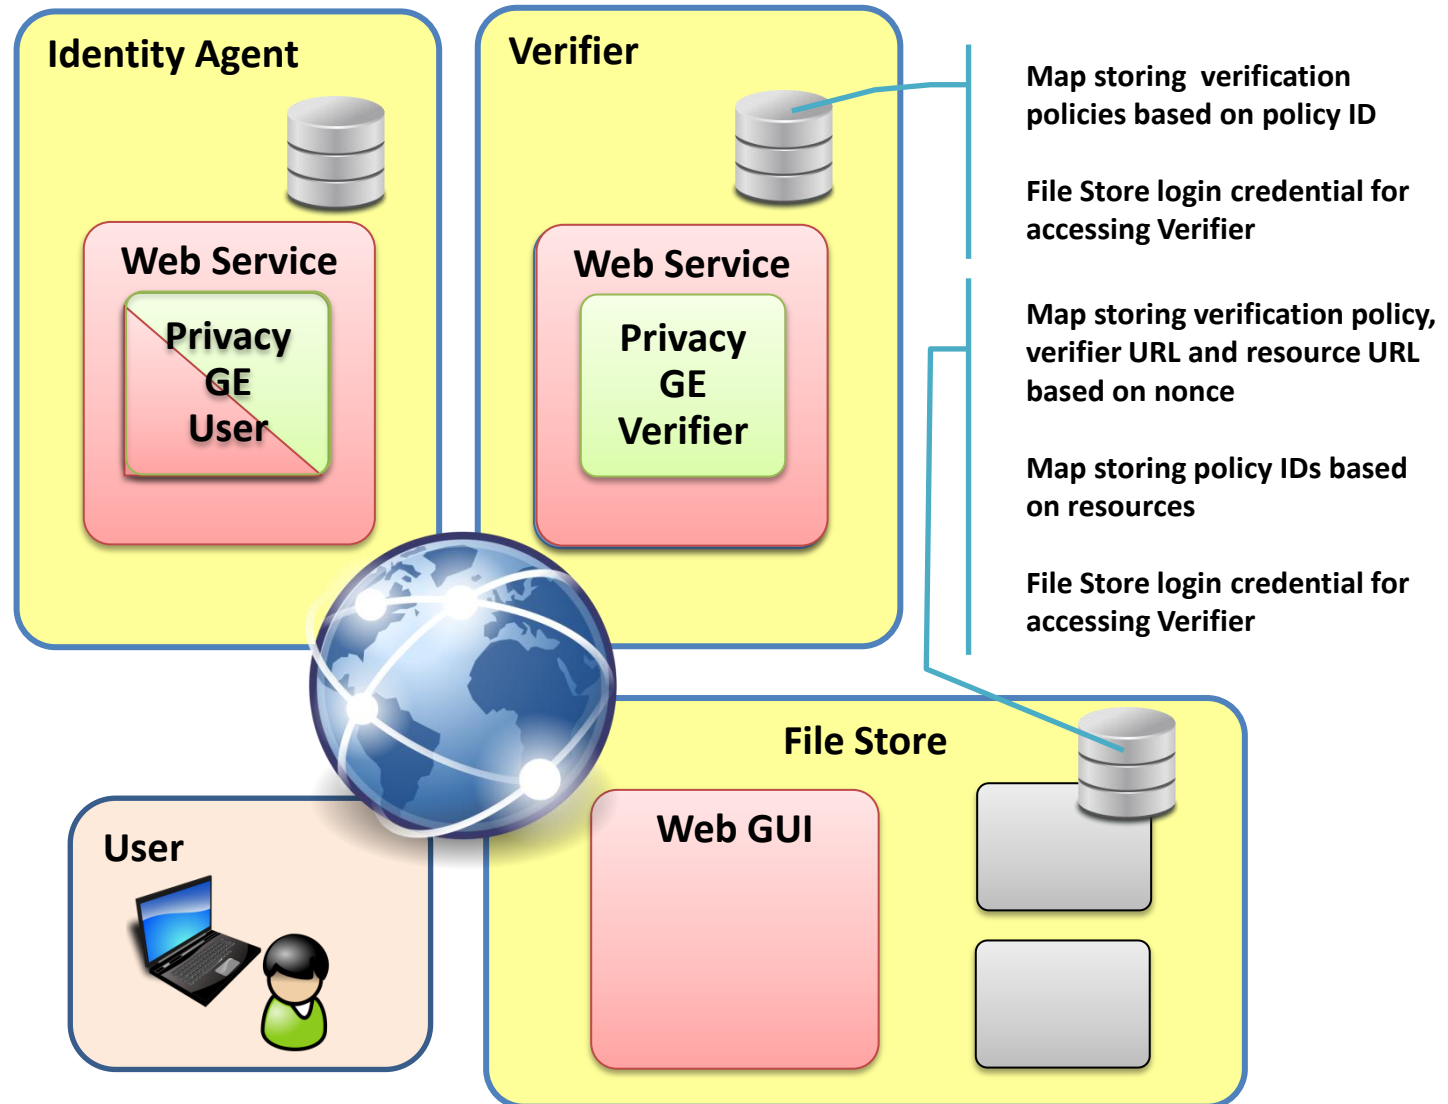 Identity Agent
Web Service
Privacy
GE
User
Verifier
Web Service
Privacy
GE
Verifier
Map storing  verification
policies based on policy ID
File Store login credential for
accessing Verifier
Map storing verification policy,
verifier URL and resource URL
based on nonce
Map storing policy IDs based
on resources
File Store login credential for
accessing Verifier
User
File Store
Web GUI